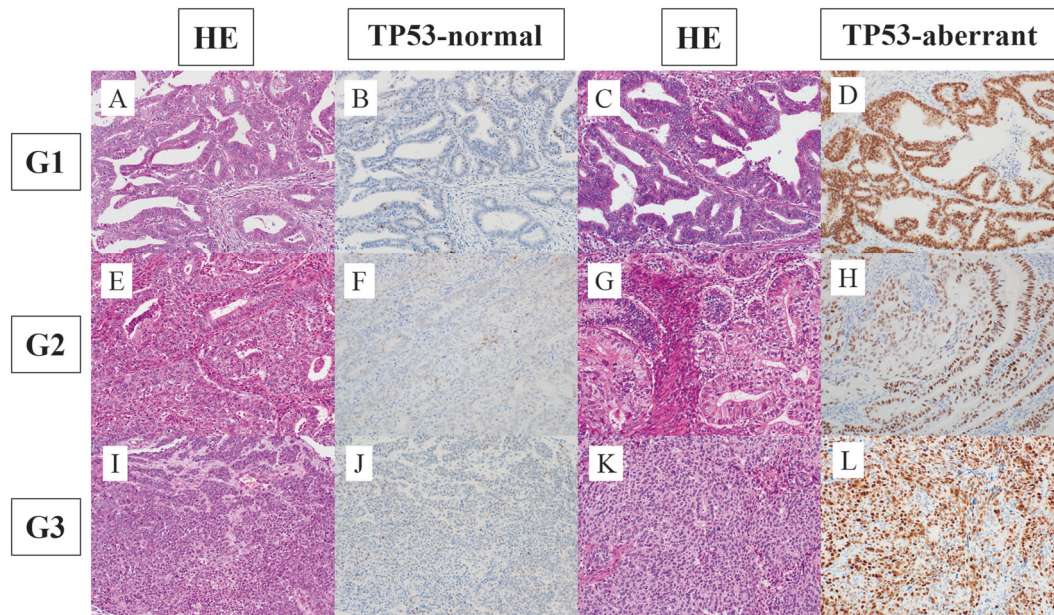 HE TP53-normal HE TP53-aberrant
G1 A B C D
G2 E F G H
G3 I J K L